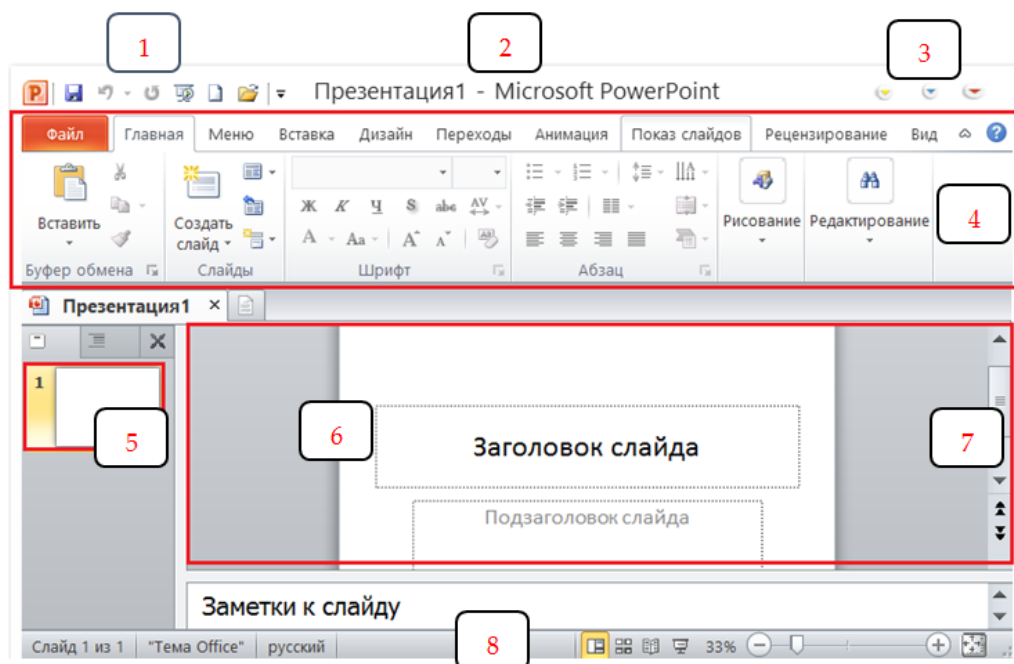 1 2 3
Презентация1 - Microsoft PowerPoint
Файл Главная Меню Вставка Дизайн Переходы Анимация Показ слайдов Рецензирование Вид
Вставить Создать слайд Ж К Ч S abe AV Рисование Редактирование 4
A Aa A A
Буфер обмена Слайды Шрифт Абзац
Презентация1
1
5 6 Заголовок слайда 7
Подзаголовок слайда
Заметки к слайду
Слайд 1 из 1 "Тема Office" русский 8 33%